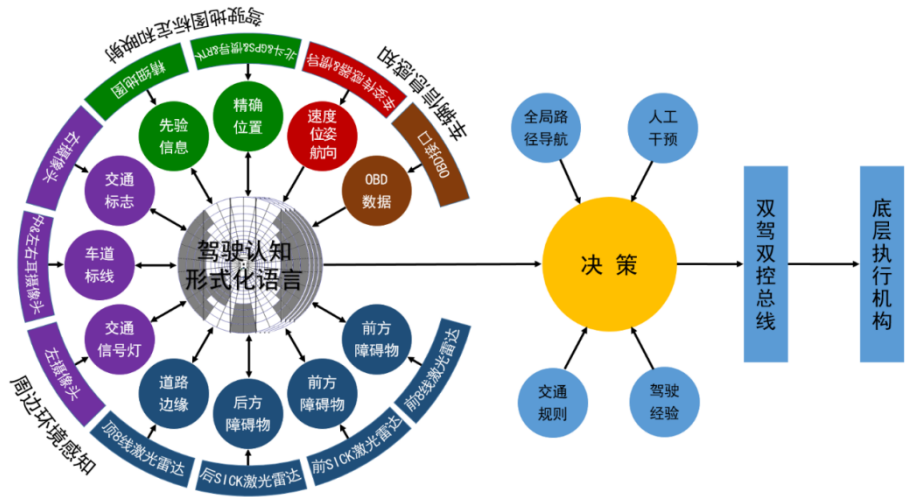 驾驶地图标定和映射
精细地图
北斗&GPS&惯导&RTK
车辆信息感知
车姿传感器&惯导
OBD接口
右摄像头
中&左右耳摄像头
左摄像头
周边环境感知
顶8线激光雷达
后SICK激光雷达
前SICK激光雷达
前8线激光雷达
先验
信息
精确
位置
速度
位姿
航向
OBD
数据
交通
标志
车道
标线
交通
信号灯
道路
边缘
后方
障碍物
前方
障碍物
前方
障碍物
驾驶认知
形式化语言
全局路
径导航
人工
干预
决 策
交通
规则
驾驶
经验
双驾双控总线
底层执行机构